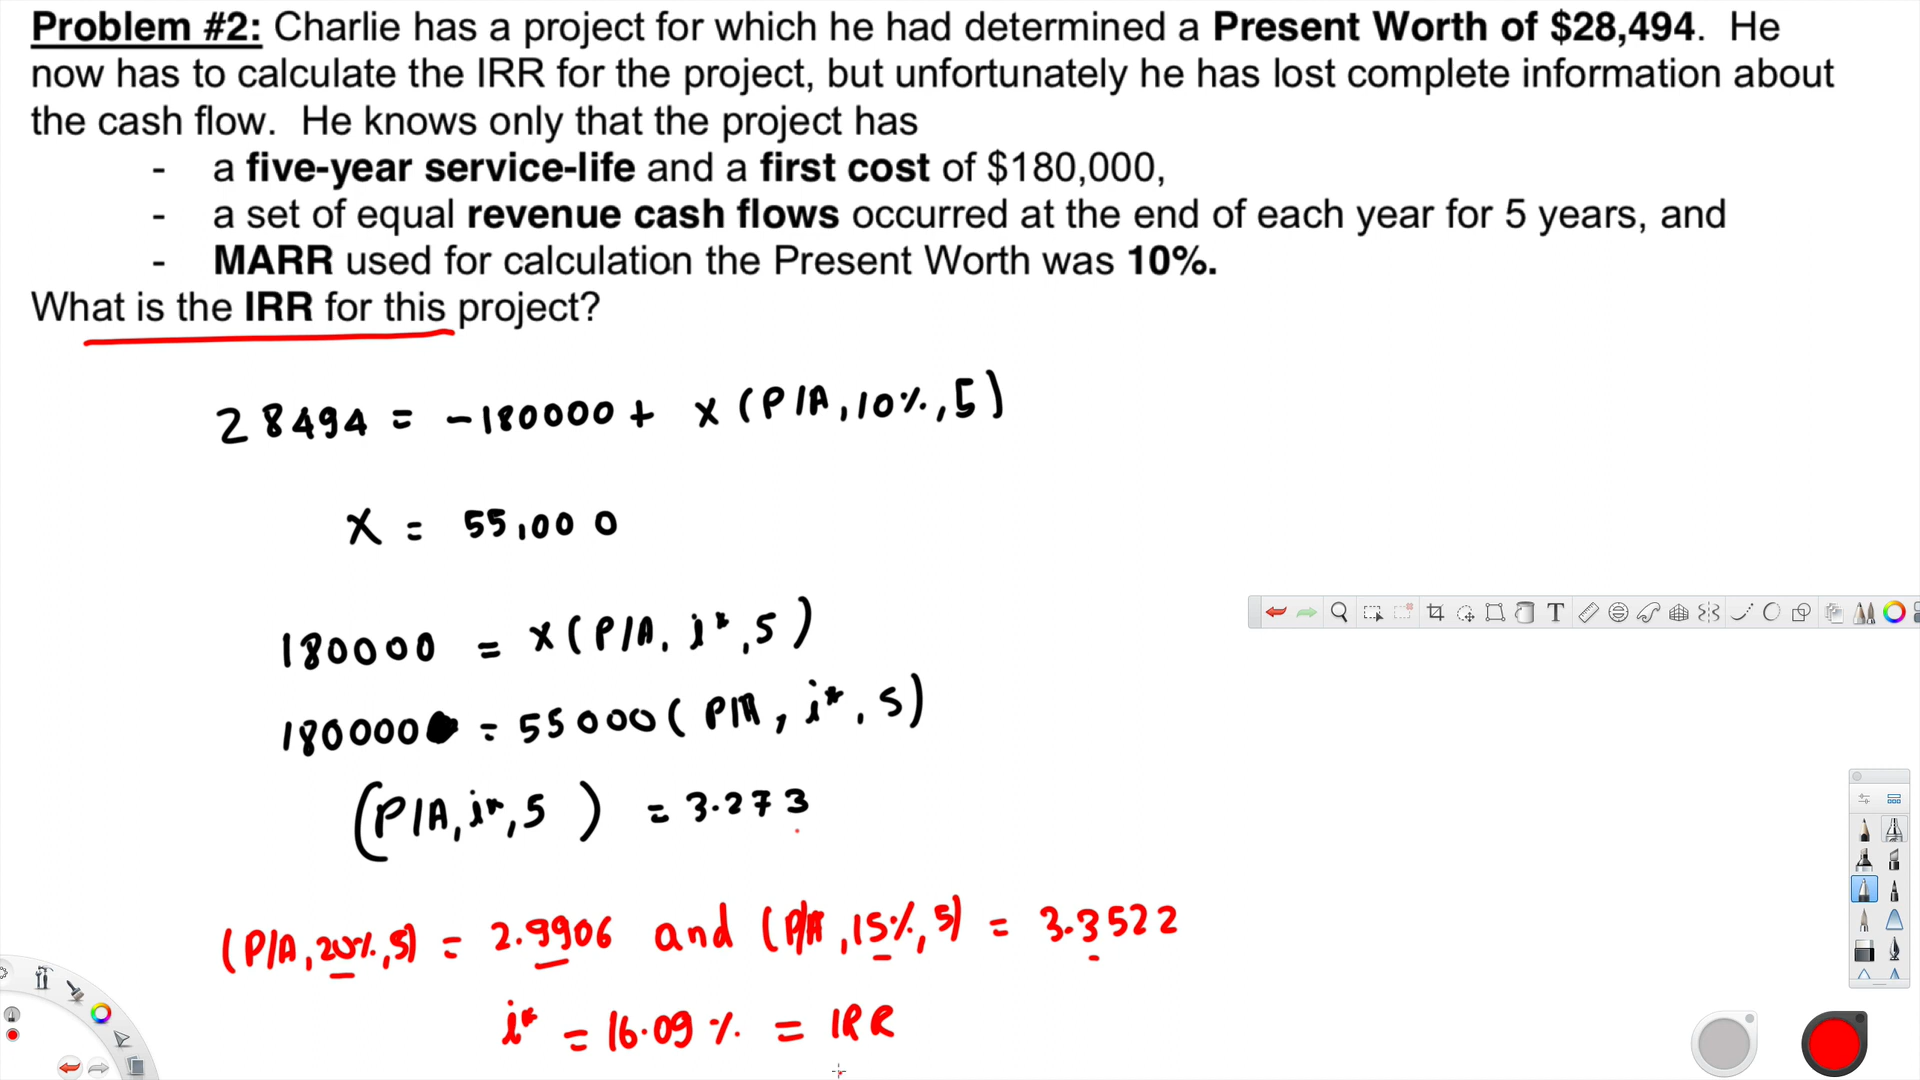 Problem #2: Charlie has a project for which he had determined a Present Worth of $28,494. He
now has to calculate the IRR for the project, but unfortunately he has lost complete information about
the cash flow. He knows only that the project has
- a five-year service-life and a first cost of $180,000,
- a set of equal revenue cash flows occurred at the end of each year for 5 years, and
- MARR used for calculation the Present Worth was 10%.
What is the IRR for this project?
28494 = -180000 + x (P/A, 10%, 5)
X = 55,000
180000 = x (P/A, i*, 5)
180000 = 55000 (P/A, i*, 5)
(P/A, i*, 5) = 3.273
T
(P/A, 20%, 5) = 2.9906 and (P/A, 15%, 5) = 3.3522
i* = 16.09 % = IRR